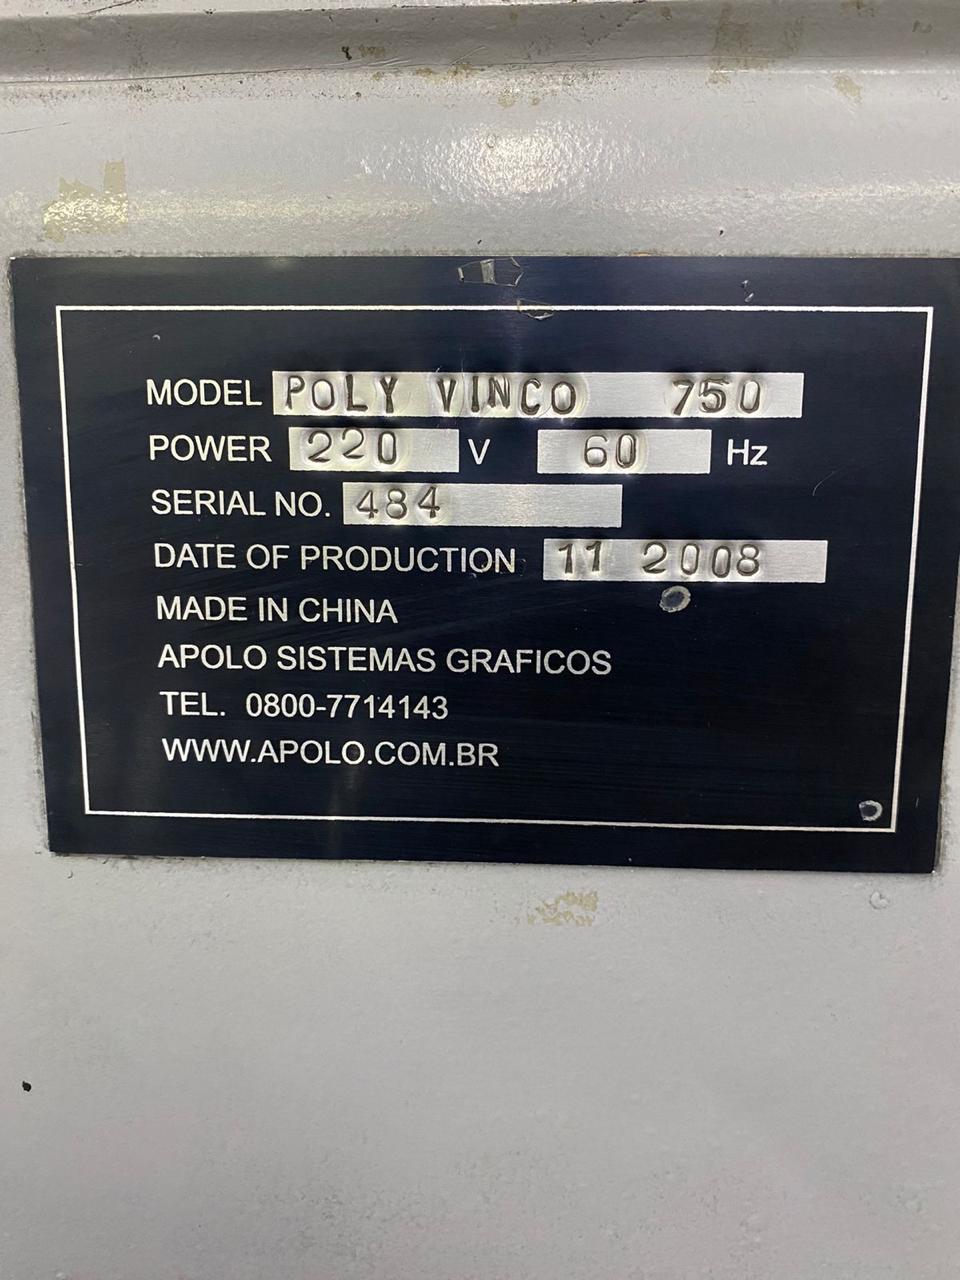 MODEL POLY VINCO 750
POWER 220 V 60 Hz
SERIAL NO. 484
DATE OF PRODUCTION 11 2008
MADE IN CHINA
APOLO SISTEMAS GRAFICOS
TEL. 0800-7714143
WWW.APOLO.COM.BR